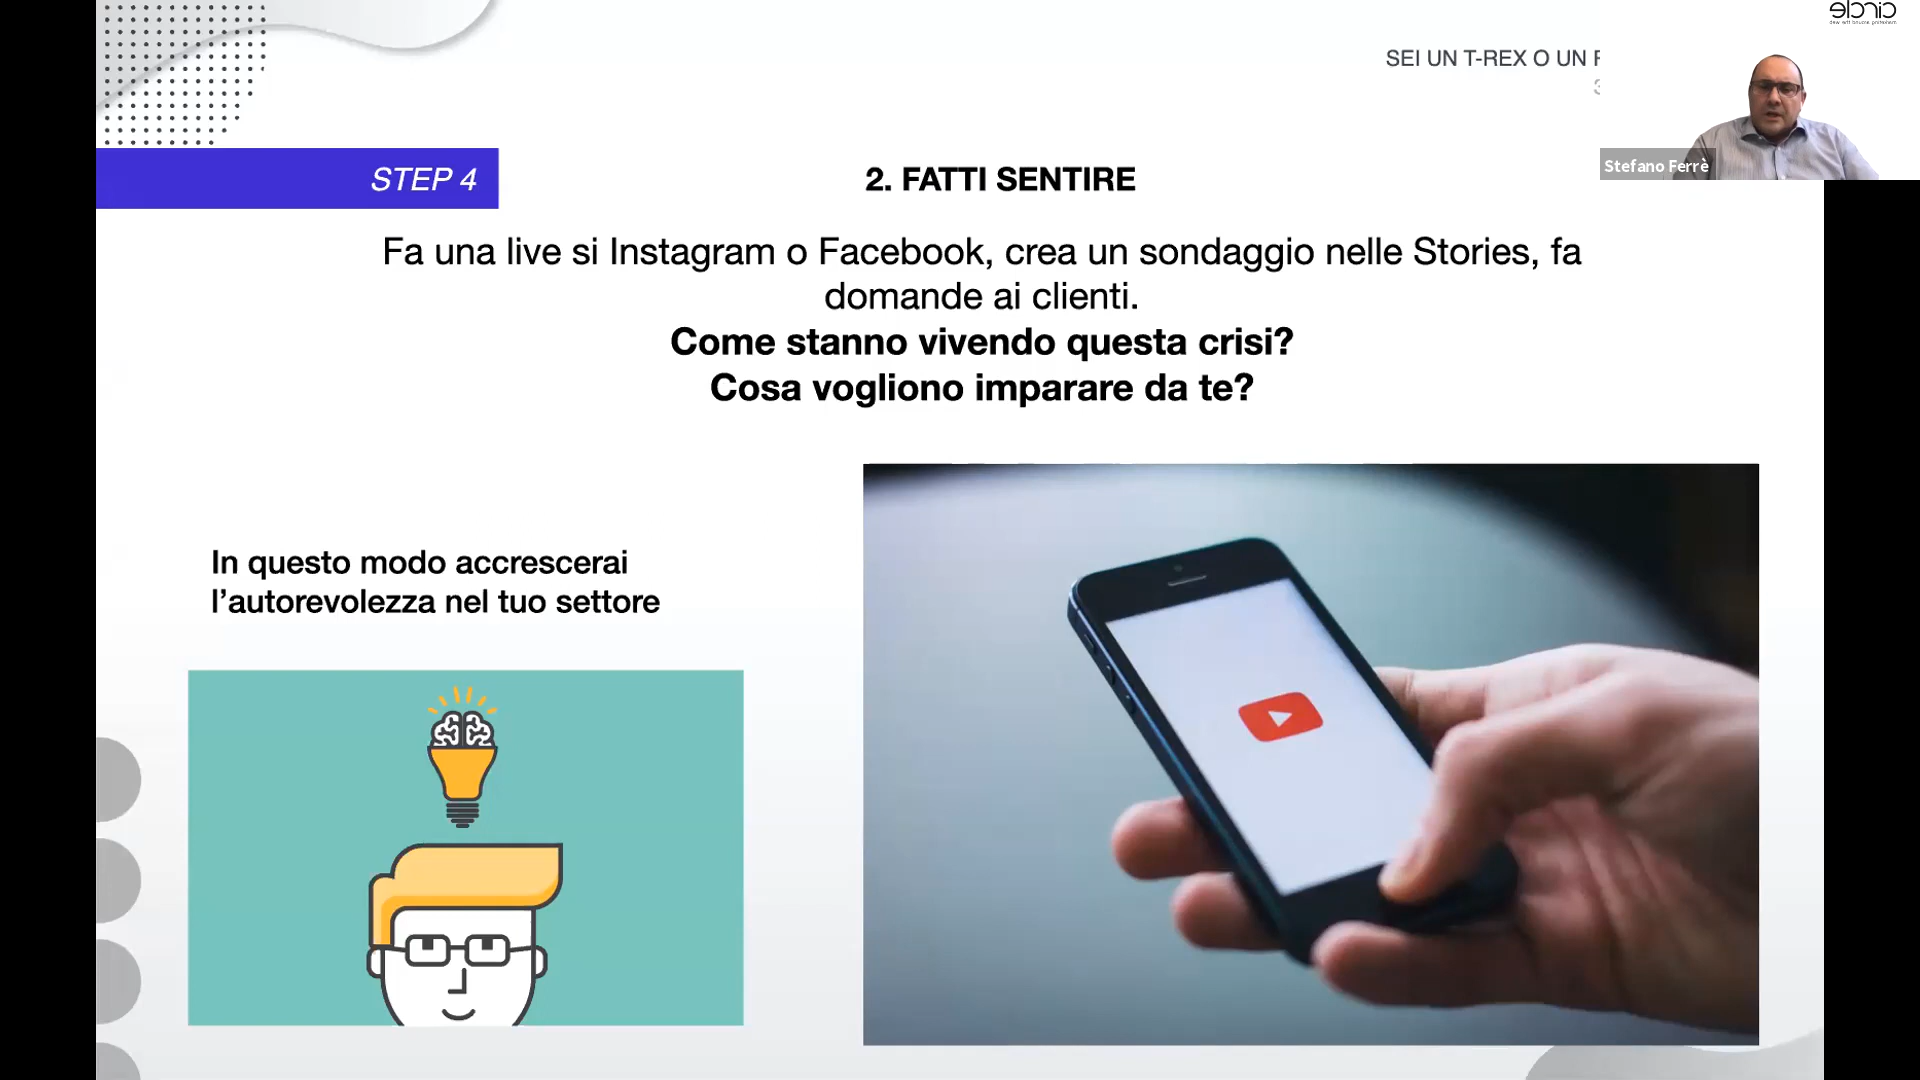 circle
SEI UN T-REX O UN
STEP 4
2. FATTI SENTIRE
Stefano Ferrè
Fa una live si Instagram o Facebook, crea un sondaggio nelle Stories, fa
domande ai clienti.
Come stanno vivendo questa crisi?
Cosa vogliono imparare da te?
In questo modo accrescerai
l’autorevolezza nel tuo settore